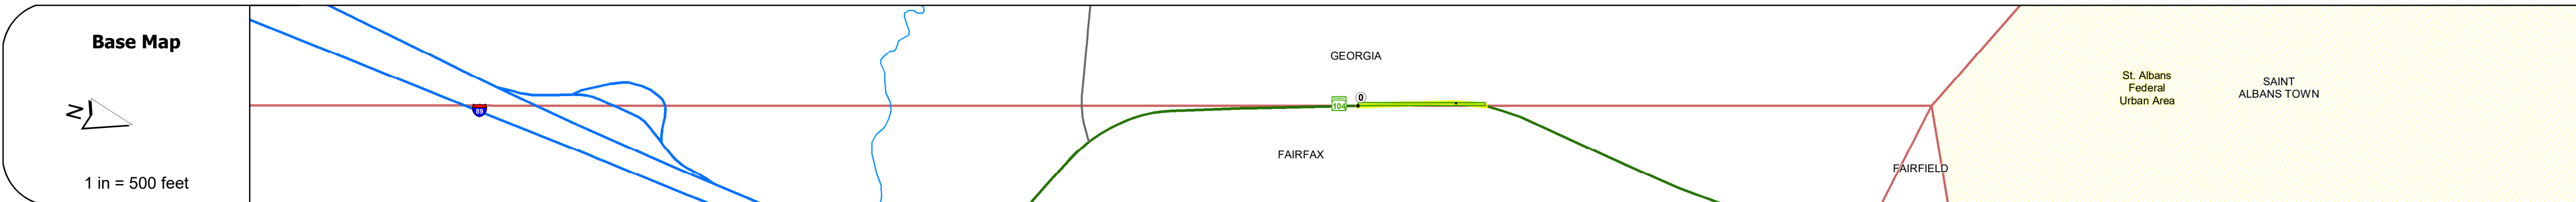 Base Map
N
1 in = 500 feet
89
GEORGIA
104
0
FAIRFAX
FAIRFIELD
St. Albans
Federal
Urban Area
SAINT
ALBANS TOWN